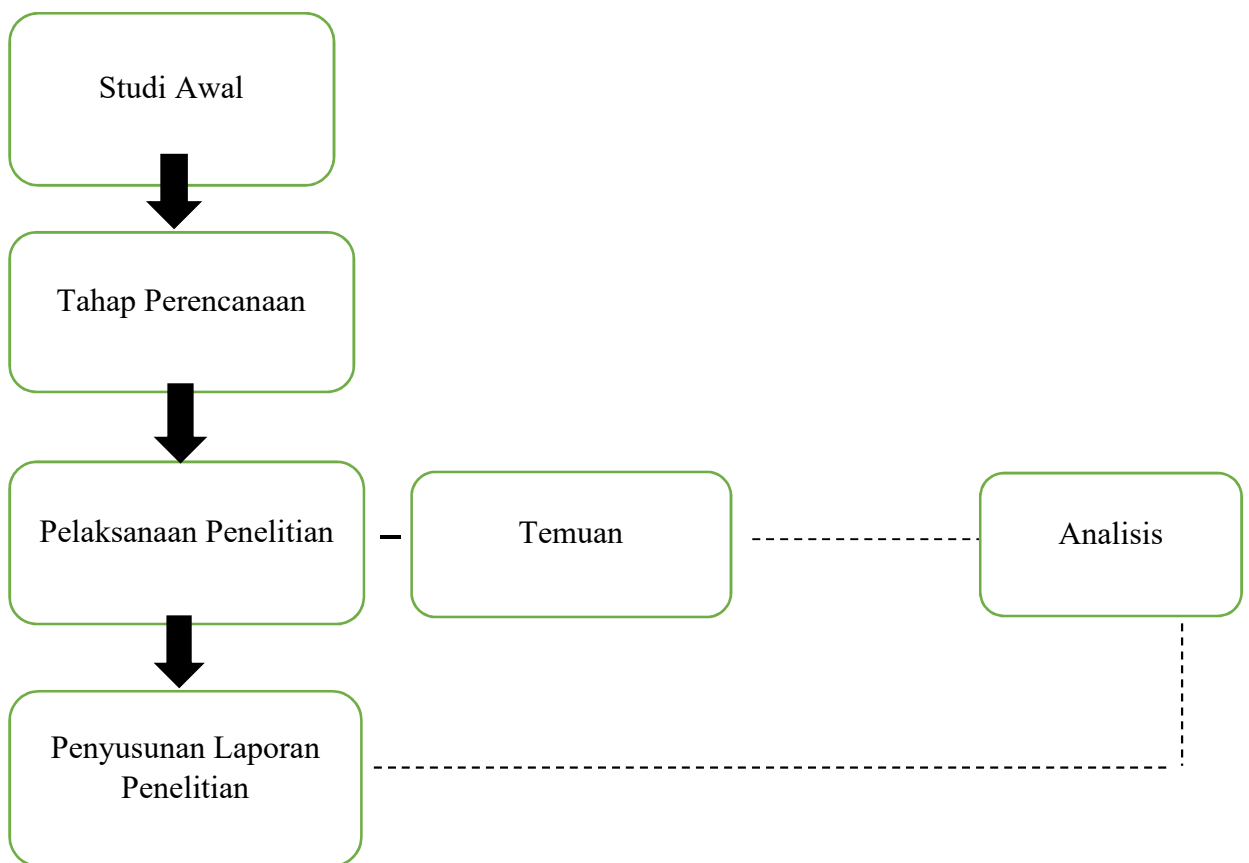 Studi Awal
Tahap Perencanaan
Pelaksanaan Penelitian
Temuan
Analisis
Penyusunan Laporan
Penelitian